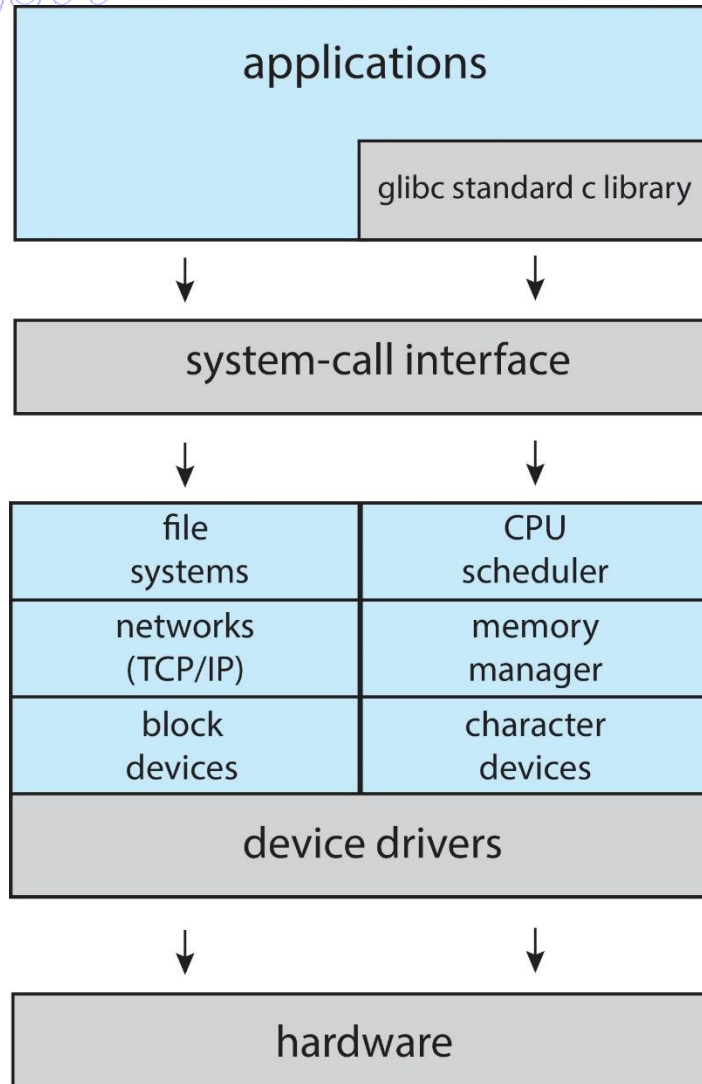 applications
glibc standard c library
system-call interface
file
systems
CPU
scheduler
networks
(TCP/IP)
memory
manager
block
devices
character
devices
device drivers
hardware